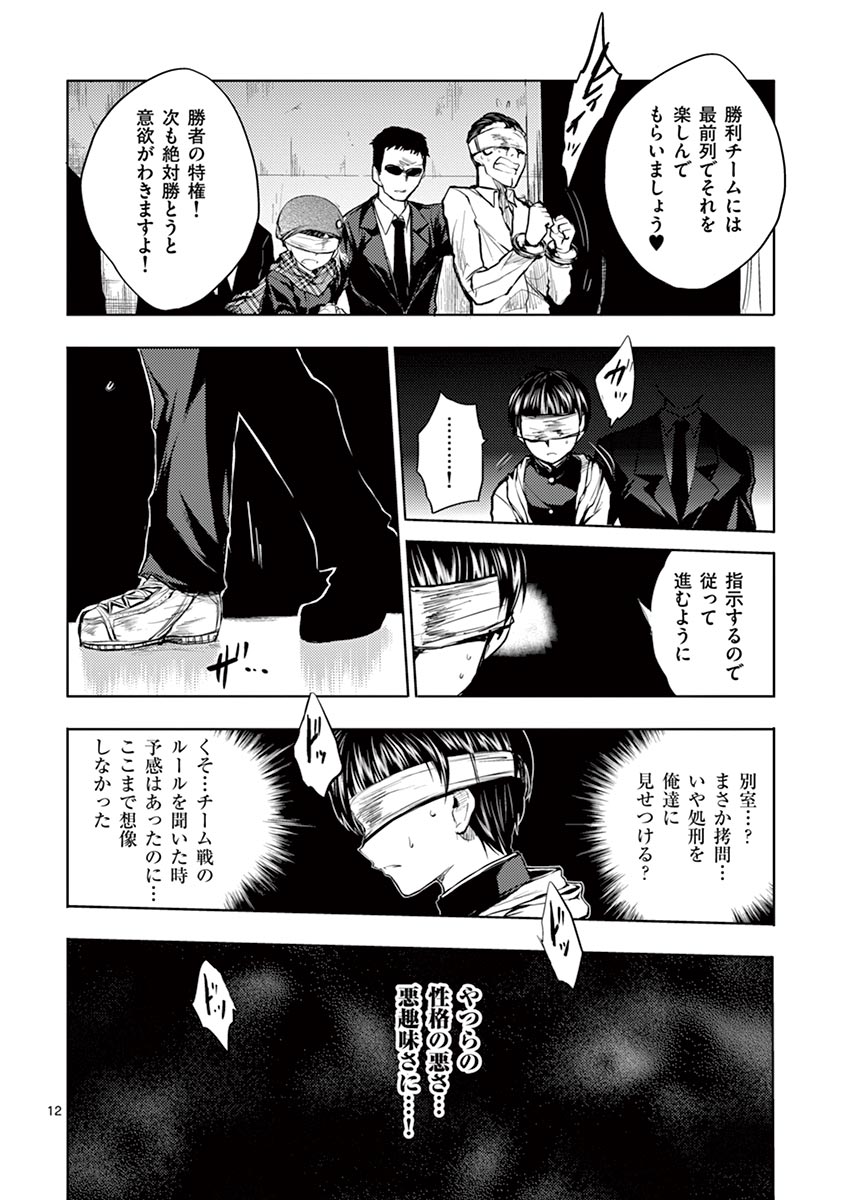 勝利チームには
最前列でそれを
楽しんで
もらいましょう♥
勝者の特権！
次も絶対勝とうと
意欲がわきますよ！
ザッ
………！
指示するので
従って
進むように
ザッ…
別室…？
まさか拷問…
いや処刑を
俺達に
見せつける？
ドッ
くそ…チーム戦の
ルールを聞いた時
予感はあったのに…
ここまで想像
しなかった
ドッ
やつらの
性格の悪さ…
悪趣味さに…！
ドッ
12